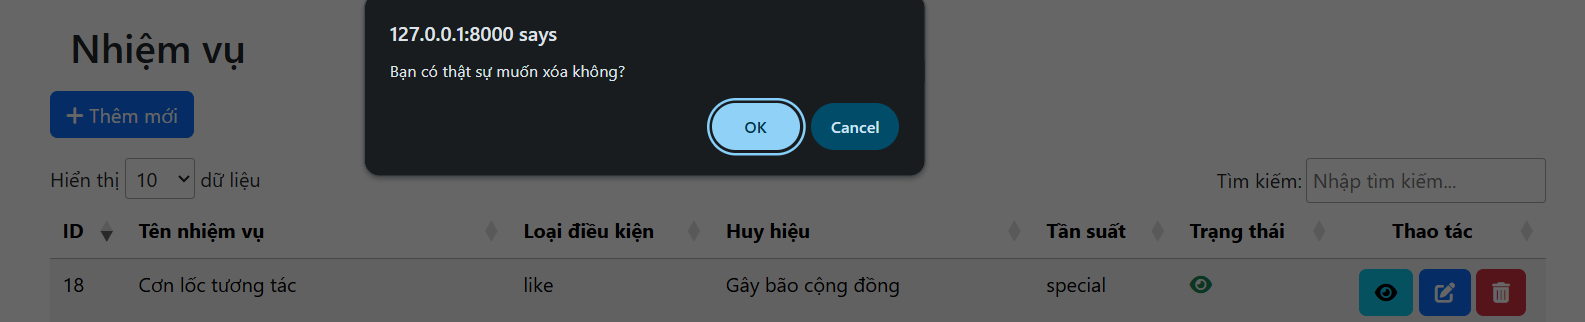 127.0.0.1:8000 says
Bạn có thật sự muốn xóa không?
OK Cancel
Nhiệm vụ
Thêm mới
Hiển thị 10 dữ liệu Tìm kiếm: Nhập tìm kiếm...
ID Tên nhiệm vụ Loại điều kiện Huy hiệu Tần suất Trạng thái Thao tác
18 Cơn lốc tương tác like Gây bão cộng đồng special